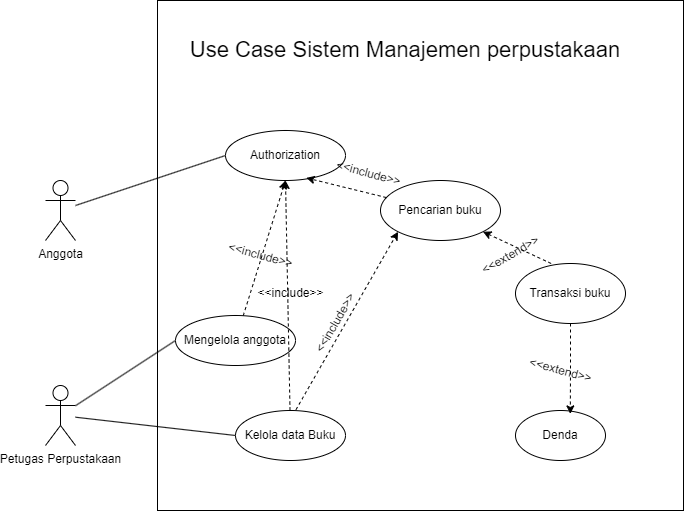 Use Case Sistem Manajemen perpustakaan
Authorization
<<include>>
Pencarian buku
Anggota
<<include>>
<<extend>>
<<include>>
Transaksi buku
<<include>>
Mengelola anggota
<<extend>>
Kelola data Buku
Denda
Petugas Perpustakaan